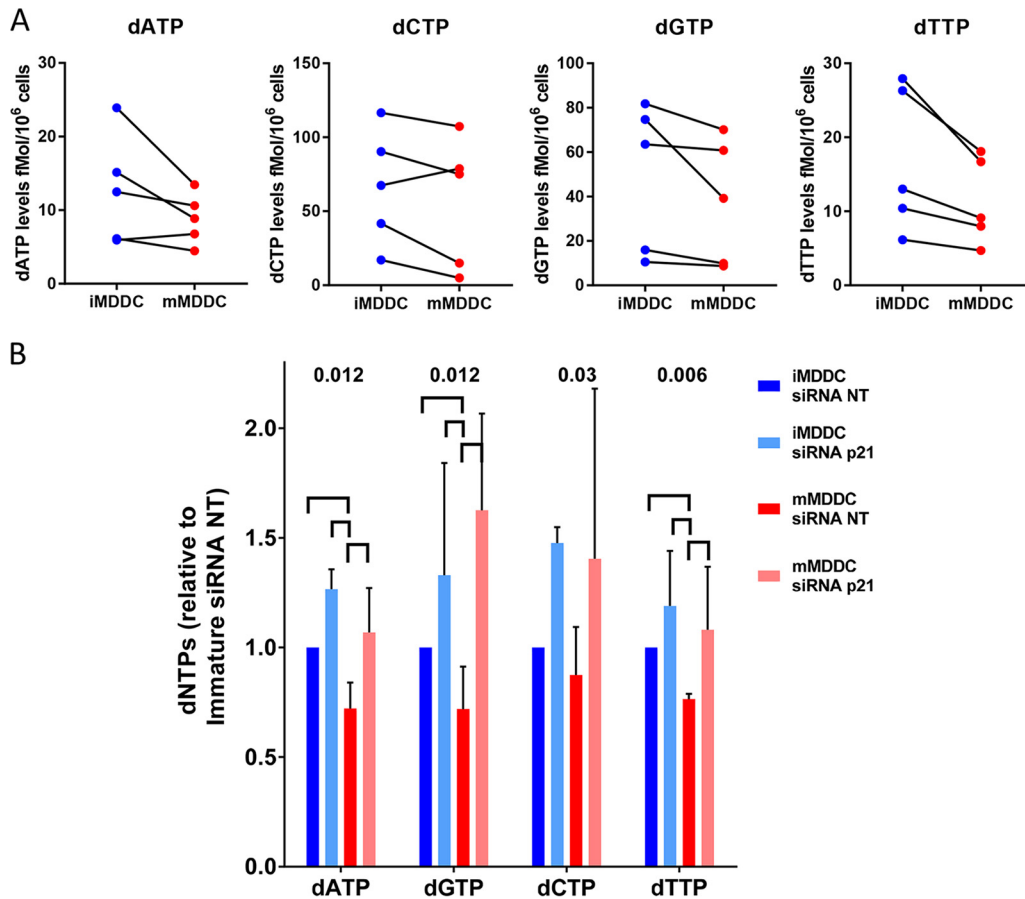 A
dATP
dCTP
dGTP
dTTP
dATP levels fMol/10⁶ cells
30
20
10
0
iMDDC
mMDDC
dCTP levels fMol/10⁶ cells
150
100
50
0
iMDDC
mMDDC
dGTP levels fMol/10⁶ cells
100
80
60
40
20
0
iMDDC
mMDDC
dTTP levels fMol/10⁶ cells
30
20
10
0
iMDDC
mMDDC
B
dNTPs (relative to
Immature siRNA NT)
2.0
1.5
1.0
0.5
0.0
0.012
0.012
0.03
0.006
dATP
dGTP
dCTP
dTTP
iMDDC
siRNA NT
iMDDC
siRNA p21
mMDDC
siRNA NT
mMDDC
siRNA p21